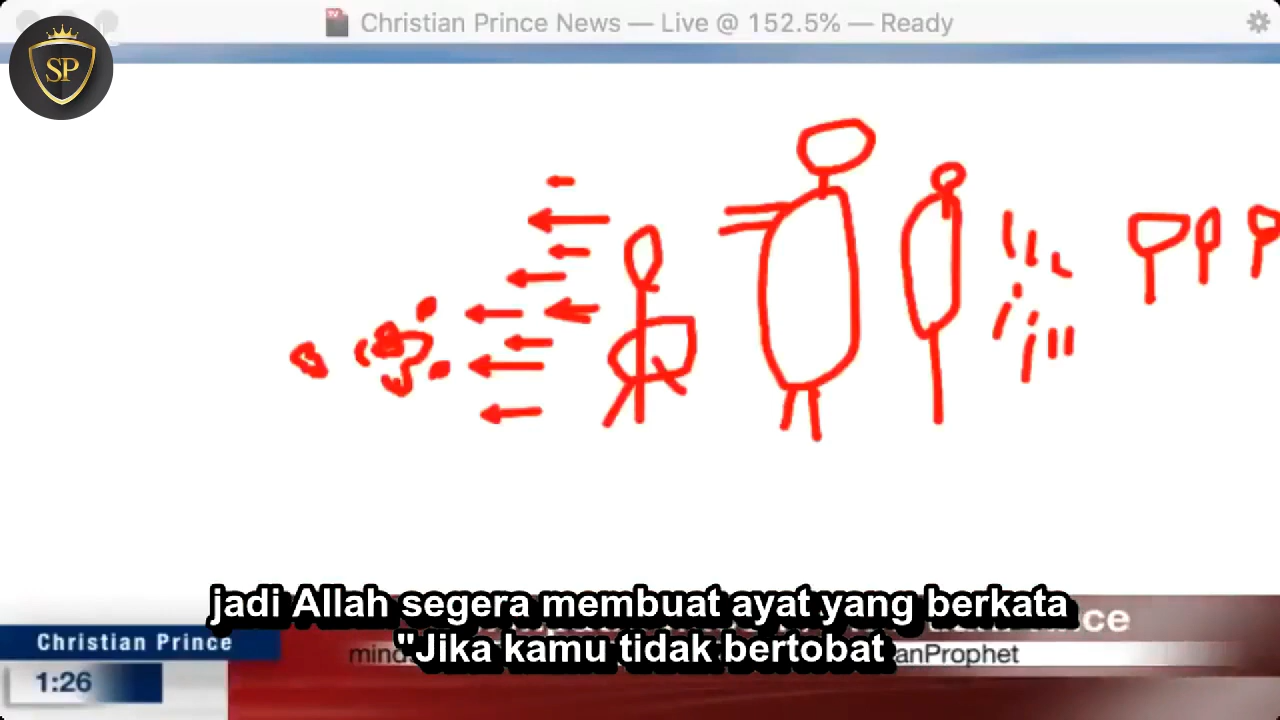 Christian Prince News — Live @ 152.5% — Ready
SP
jadi Allah segera membuat ayat yang berkata
"Jika kamu tidak bertobat
anProphet
Christian Prince
1:26